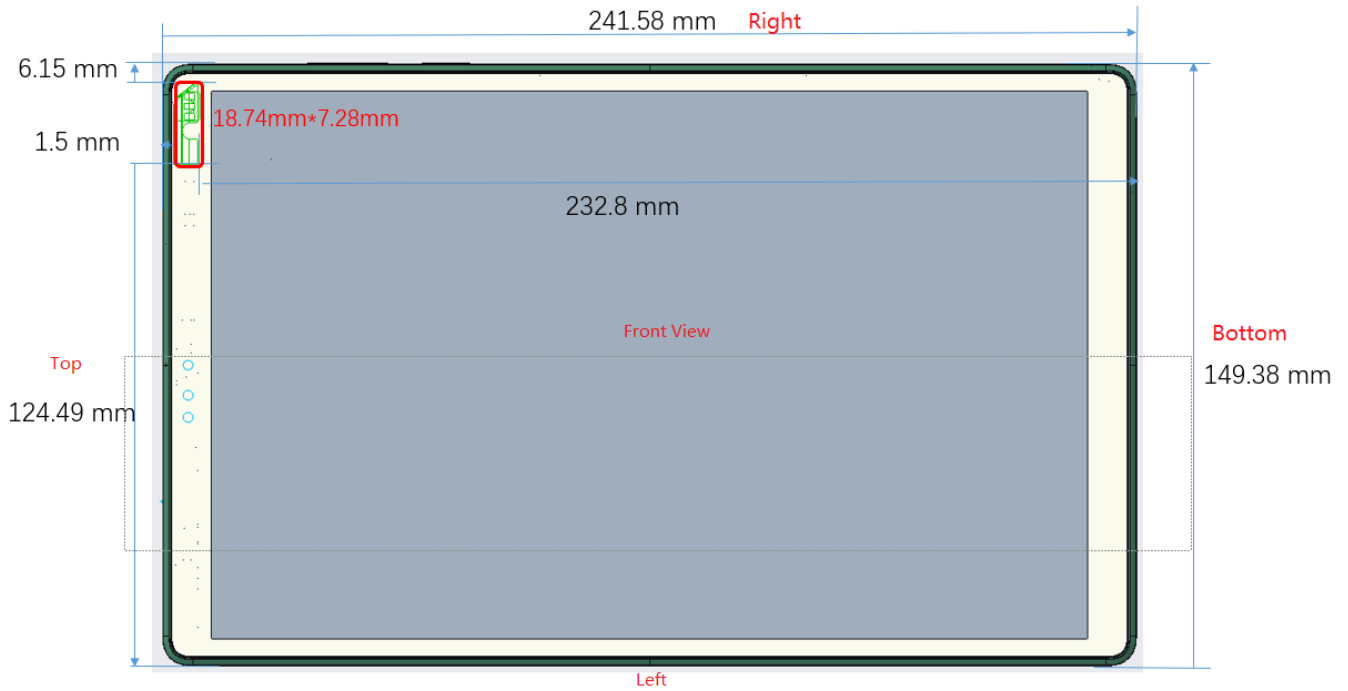 241.58 mm
Right
6.15 mm
18.74mm*7.28mm
1.5 mm
232.8 mm
Front View
Bottom
Top
149.38 mm
124.49 mm
Left